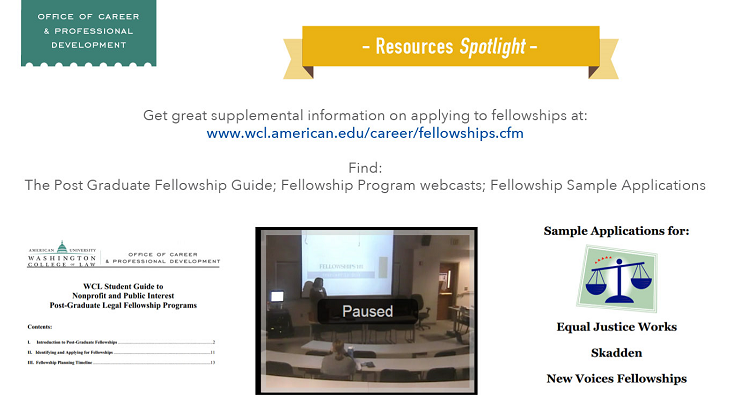 OFFICE OF CAREER
& PROFESSIONAL
DEVELOPMENT
- Resources Spotlight -
Get great supplemental information on applying to fellowships at:
www.wcl.american.edu/career/fellowships.cfm
Find:
The Post Graduate Fellowship Guide; Fellowship Program webcasts; Fellowship Sample Applications
AMERICAN UNIVERSITY
WASHINGTON
COLLEGE OF LAW
OFFICE OF CAREER
& PROFESSIONAL DEVELOPMENT
WCL Student Guide to
Nonprofit and Public Interest
Post-Graduate Legal Fellowship Programs
Contents:
I. Introduction to Post-Graduate Fellowships 2
II. Identifying and Applying for Fellowships 11
III. Fellowship Planning Timeline 13
FELLOWSHIPS
Paused
Sample Applications for:
Equal Justice Works
Skadden
New Voices Fellowships